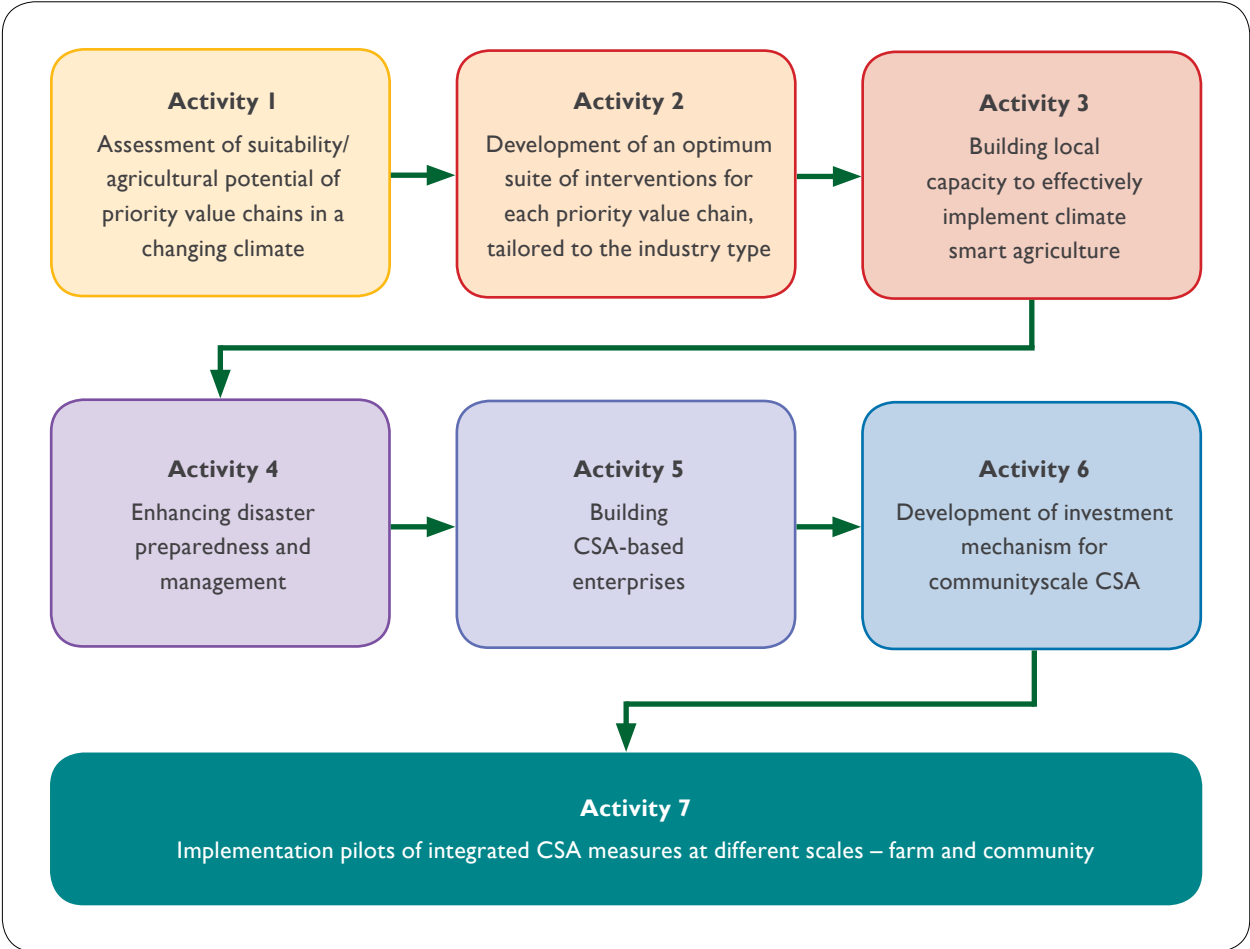 Activity 1
Assessment of suitability/
agricultural potential of
priority value chains in a
changing climate
Activity 2
Development of an optimum
suite of interventions for
each priority value chain,
tailored to the industry type
Activity 3
Building local
capacity to effectively
implement climate
smart agriculture
Activity 4
Enhancing disaster
preparedness and
management
Activity 5
Building
CSA-based
enterprises
Activity 6
Development of investment
mechanism for
communityscale CSA
Activity 7
Implementation pilots of integrated CSA measures at different scales – farm and community